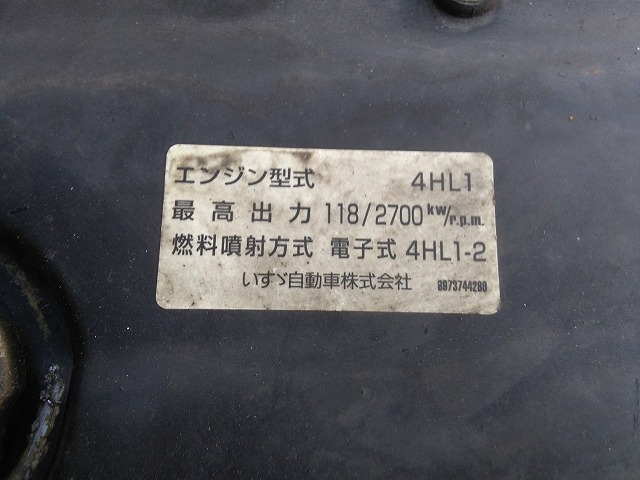 エンジン型式 4HL1
最高出力 118/2700 kW/r.p.m.
燃料噴射方式 電子式 4HL1-2
いすゞ自動車株式会社 8973744280